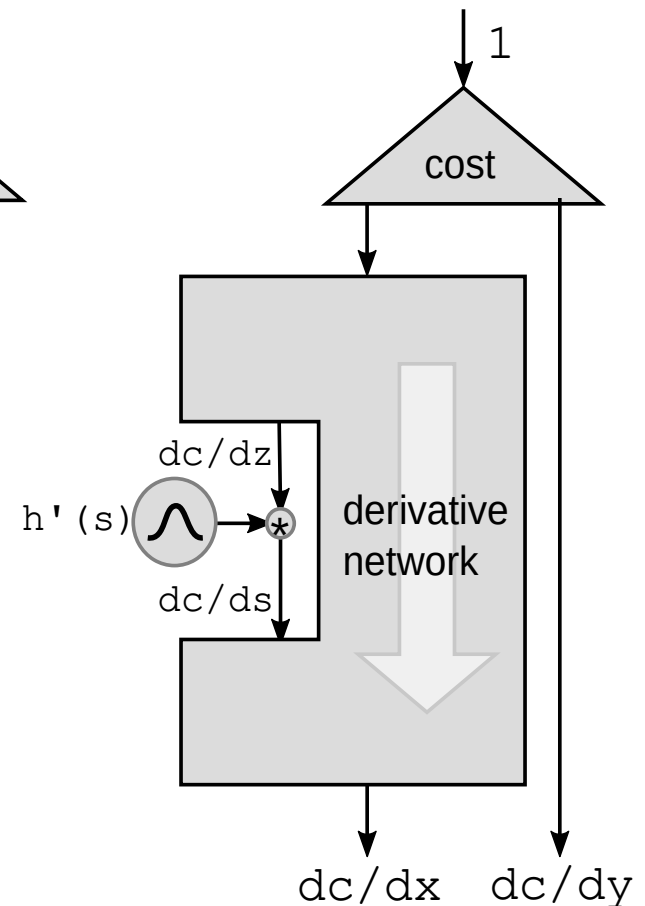 1
cost
dc/dz
h'(s)
*
derivative
network
dc/ds
dc/dx
dc/dy